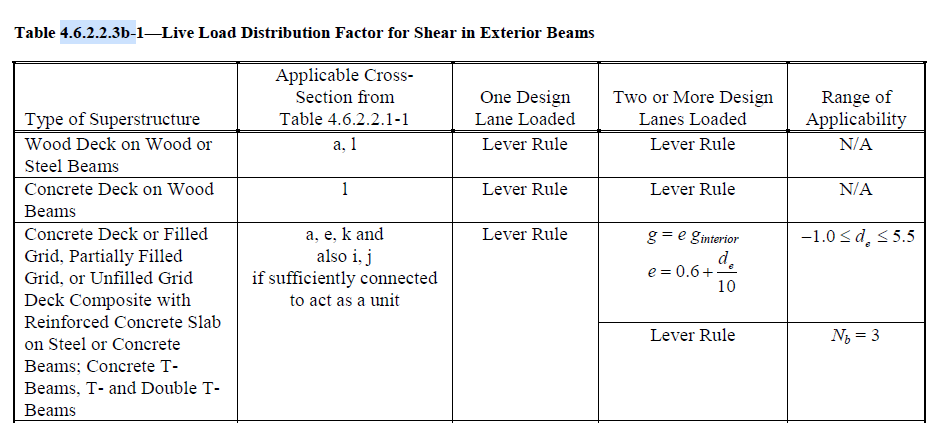 Table 4.6.2.2.3b-1—Live Load Distribution Factor for Shear in Exterior Beams
Type of Superstructure
Applicable Cross-
Section from
Table 4.6.2.2.1-1
One Design
Lane Loaded
Two or More Design
Lanes Loaded
Range of
Applicability
Wood Deck on Wood or
Steel Beams
a, l
Lever Rule
Lever Rule
N/A
Concrete Deck on Wood
Beams
l
Lever Rule
Lever Rule
N/A
Concrete Deck or Filled
Grid, Partially Filled
Grid, or Unfilled Grid
Deck Composite with
Reinforced Concrete Slab
on Steel or Concrete
Beams; Concrete T-
Beams, T- and Double T-
Beams
a, e, k and
also i, j
if sufficiently connected
to act as a unit
Lever Rule
g = e g_interior
e = 0.6 + d_e/10
−1.0 ≤ d_e ≤ 5.5
Lever Rule
N_b = 3